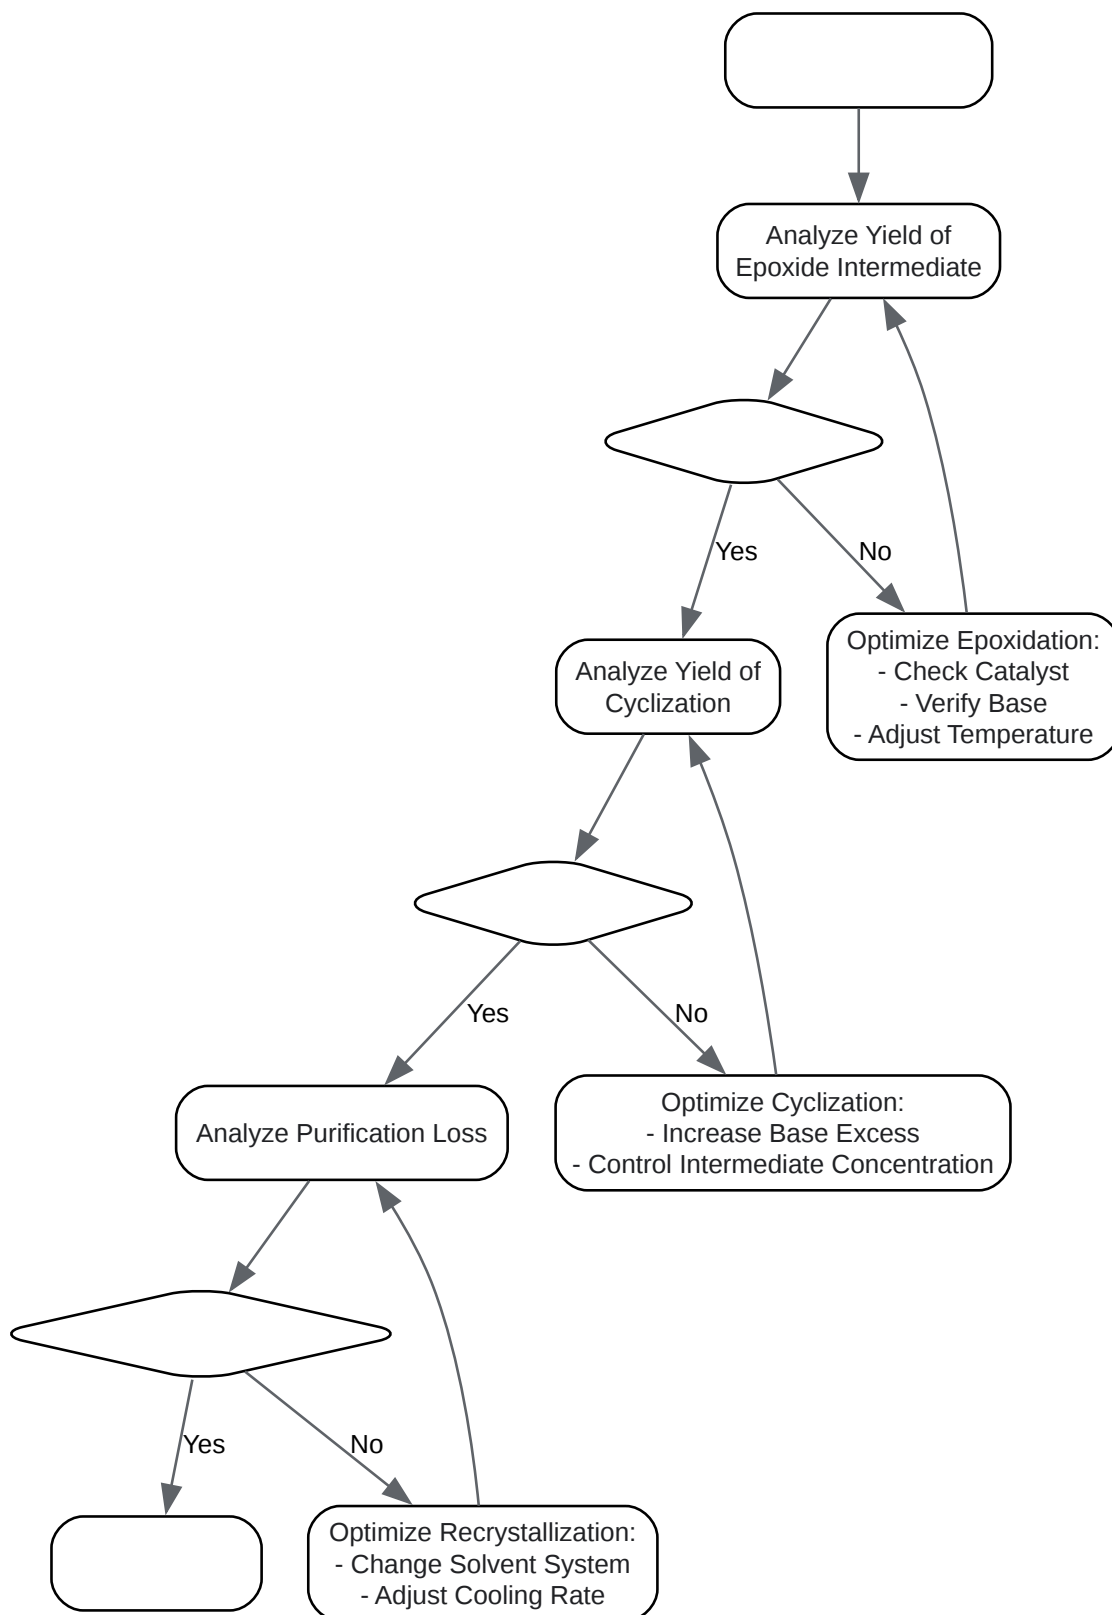 Analyze Yield of
Epoxide Intermediate
Yes
No
Optimize Epoxidation:
- Check Catalyst
- Verify Base
- Adjust Temperature
Analyze Yield of
Cyclization
Yes
No
Optimize Cyclization:
- Increase Base Excess
- Control Intermediate Concentration
Analyze Purification Loss
Yes
No
Optimize Recrystallization:
- Change Solvent System
- Adjust Cooling Rate